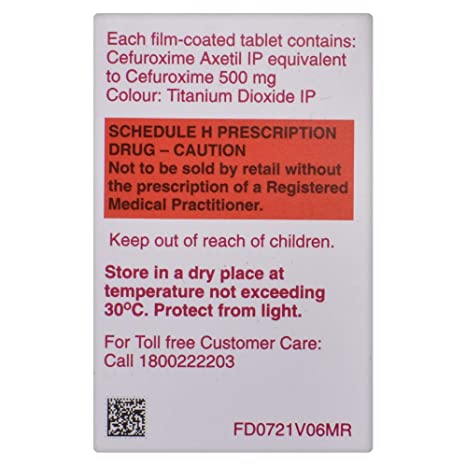 Each film-coated tablet contains:
Cefuroxime Axetil IP equivalent
to Cefuroxime 500 mg
Colour: Titanium Dioxide IP
SCHEDULE H PRESCRIPTION
DRUG – CAUTION
Not to be sold by retail without
the prescription of a Registered
Medical Practitioner.
Keep out of reach of children.
Store in a dry place at
temperature not exceeding
30ºC. Protect from light.
For Toll free Customer Care:
Call 1800222203
FD0721V06MR